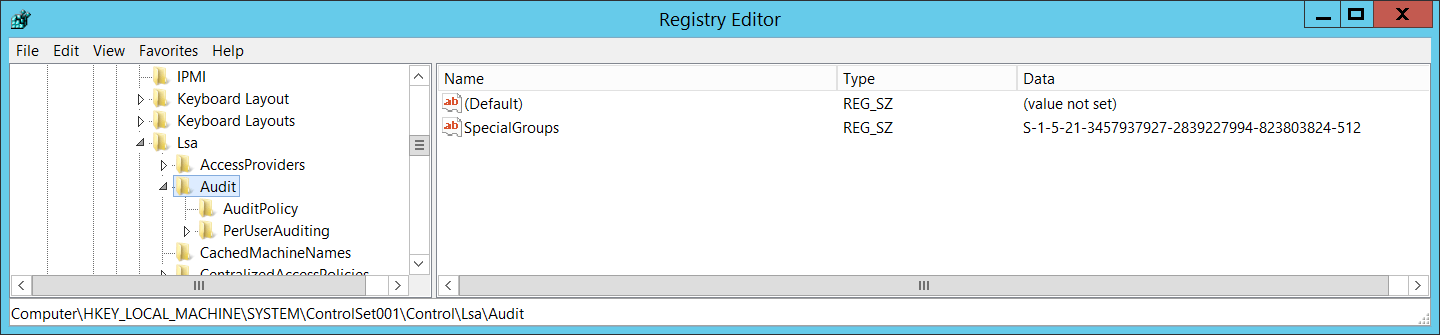 Registry Editor
File Edit View Favorites Help
IPMI
Keyboard Layout
Keyboard Layouts
Lsa
AccessProviders
Audit
AuditPolicy
PerUserAuditing
CachedMachineNames
CentralizedAccessPolicies
Name Type Data
ab (Default) REG_SZ (value not set)
ab SpecialGroups REG_SZ S-1-5-21-3457937927-2839227994-823803824-512
Computer\HKEY_LOCAL_MACHINE\SYSTEM\ControlSet001\Control\Lsa\Audit